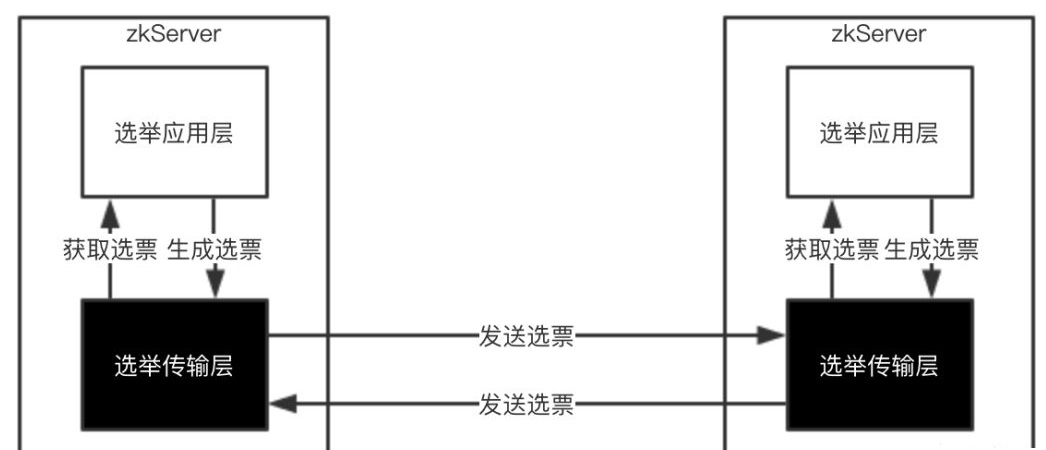 zkServer
zkServer
选举应用层
选举应用层
获取选票 生成选票
获取选票 生成选票
选举传输层
发送选票
选举传输层
发送选票